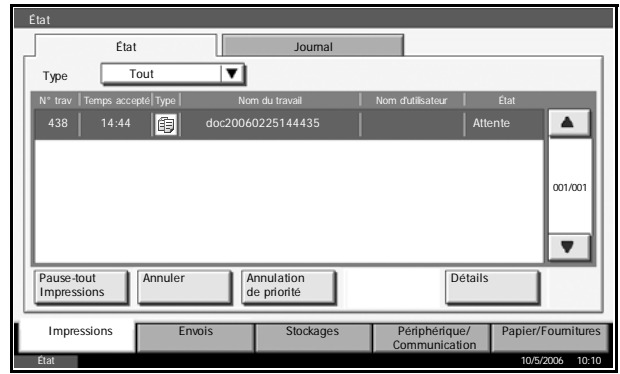 État
État
Journal
Type
Tout
N° trav Temps accepté Type Nom du travail Nom d'utilisateur État
438 14:44 doc20060225144435 Attente
001/001
Pause-tout
Impressions
Annuler
Annulation
de priorité
Détails
Impressions
Envois
Stockages
Périphérique/
Communication
Papier/Fournitures
État
10/5/2006 10:10